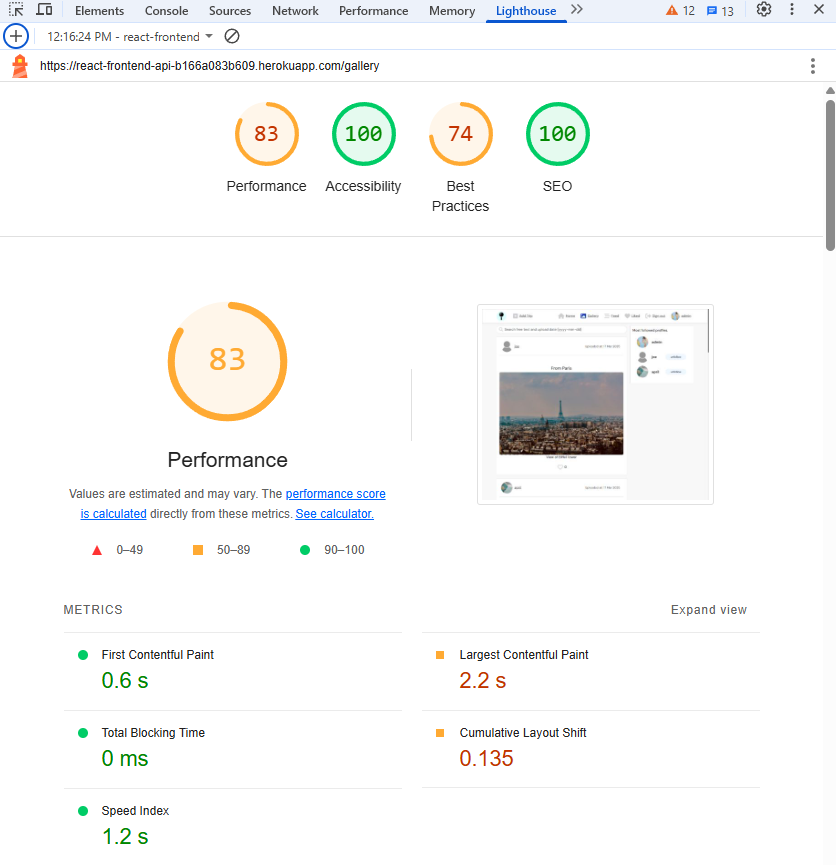 Elements Console Sources Network Performance Memory Lighthouse 12 13
12:16:24 PM - react-frontend
https://react-frontend-api-b166a083b609.herokuapp.com/gallery
83 100 74 100
Performance Accessibility Best Practices SEO
83
Performance
Values are estimated and may vary. The performance score
is calculated directly from these metrics. See calculator.
0–49 50–89 90–100
From Paris
METRICS Expand view
First Contentful Paint
0.6 s
Largest Contentful Paint
2.2 s
Total Blocking Time
0 ms
Cumulative Layout Shift
0.135
Speed Index
1.2 s